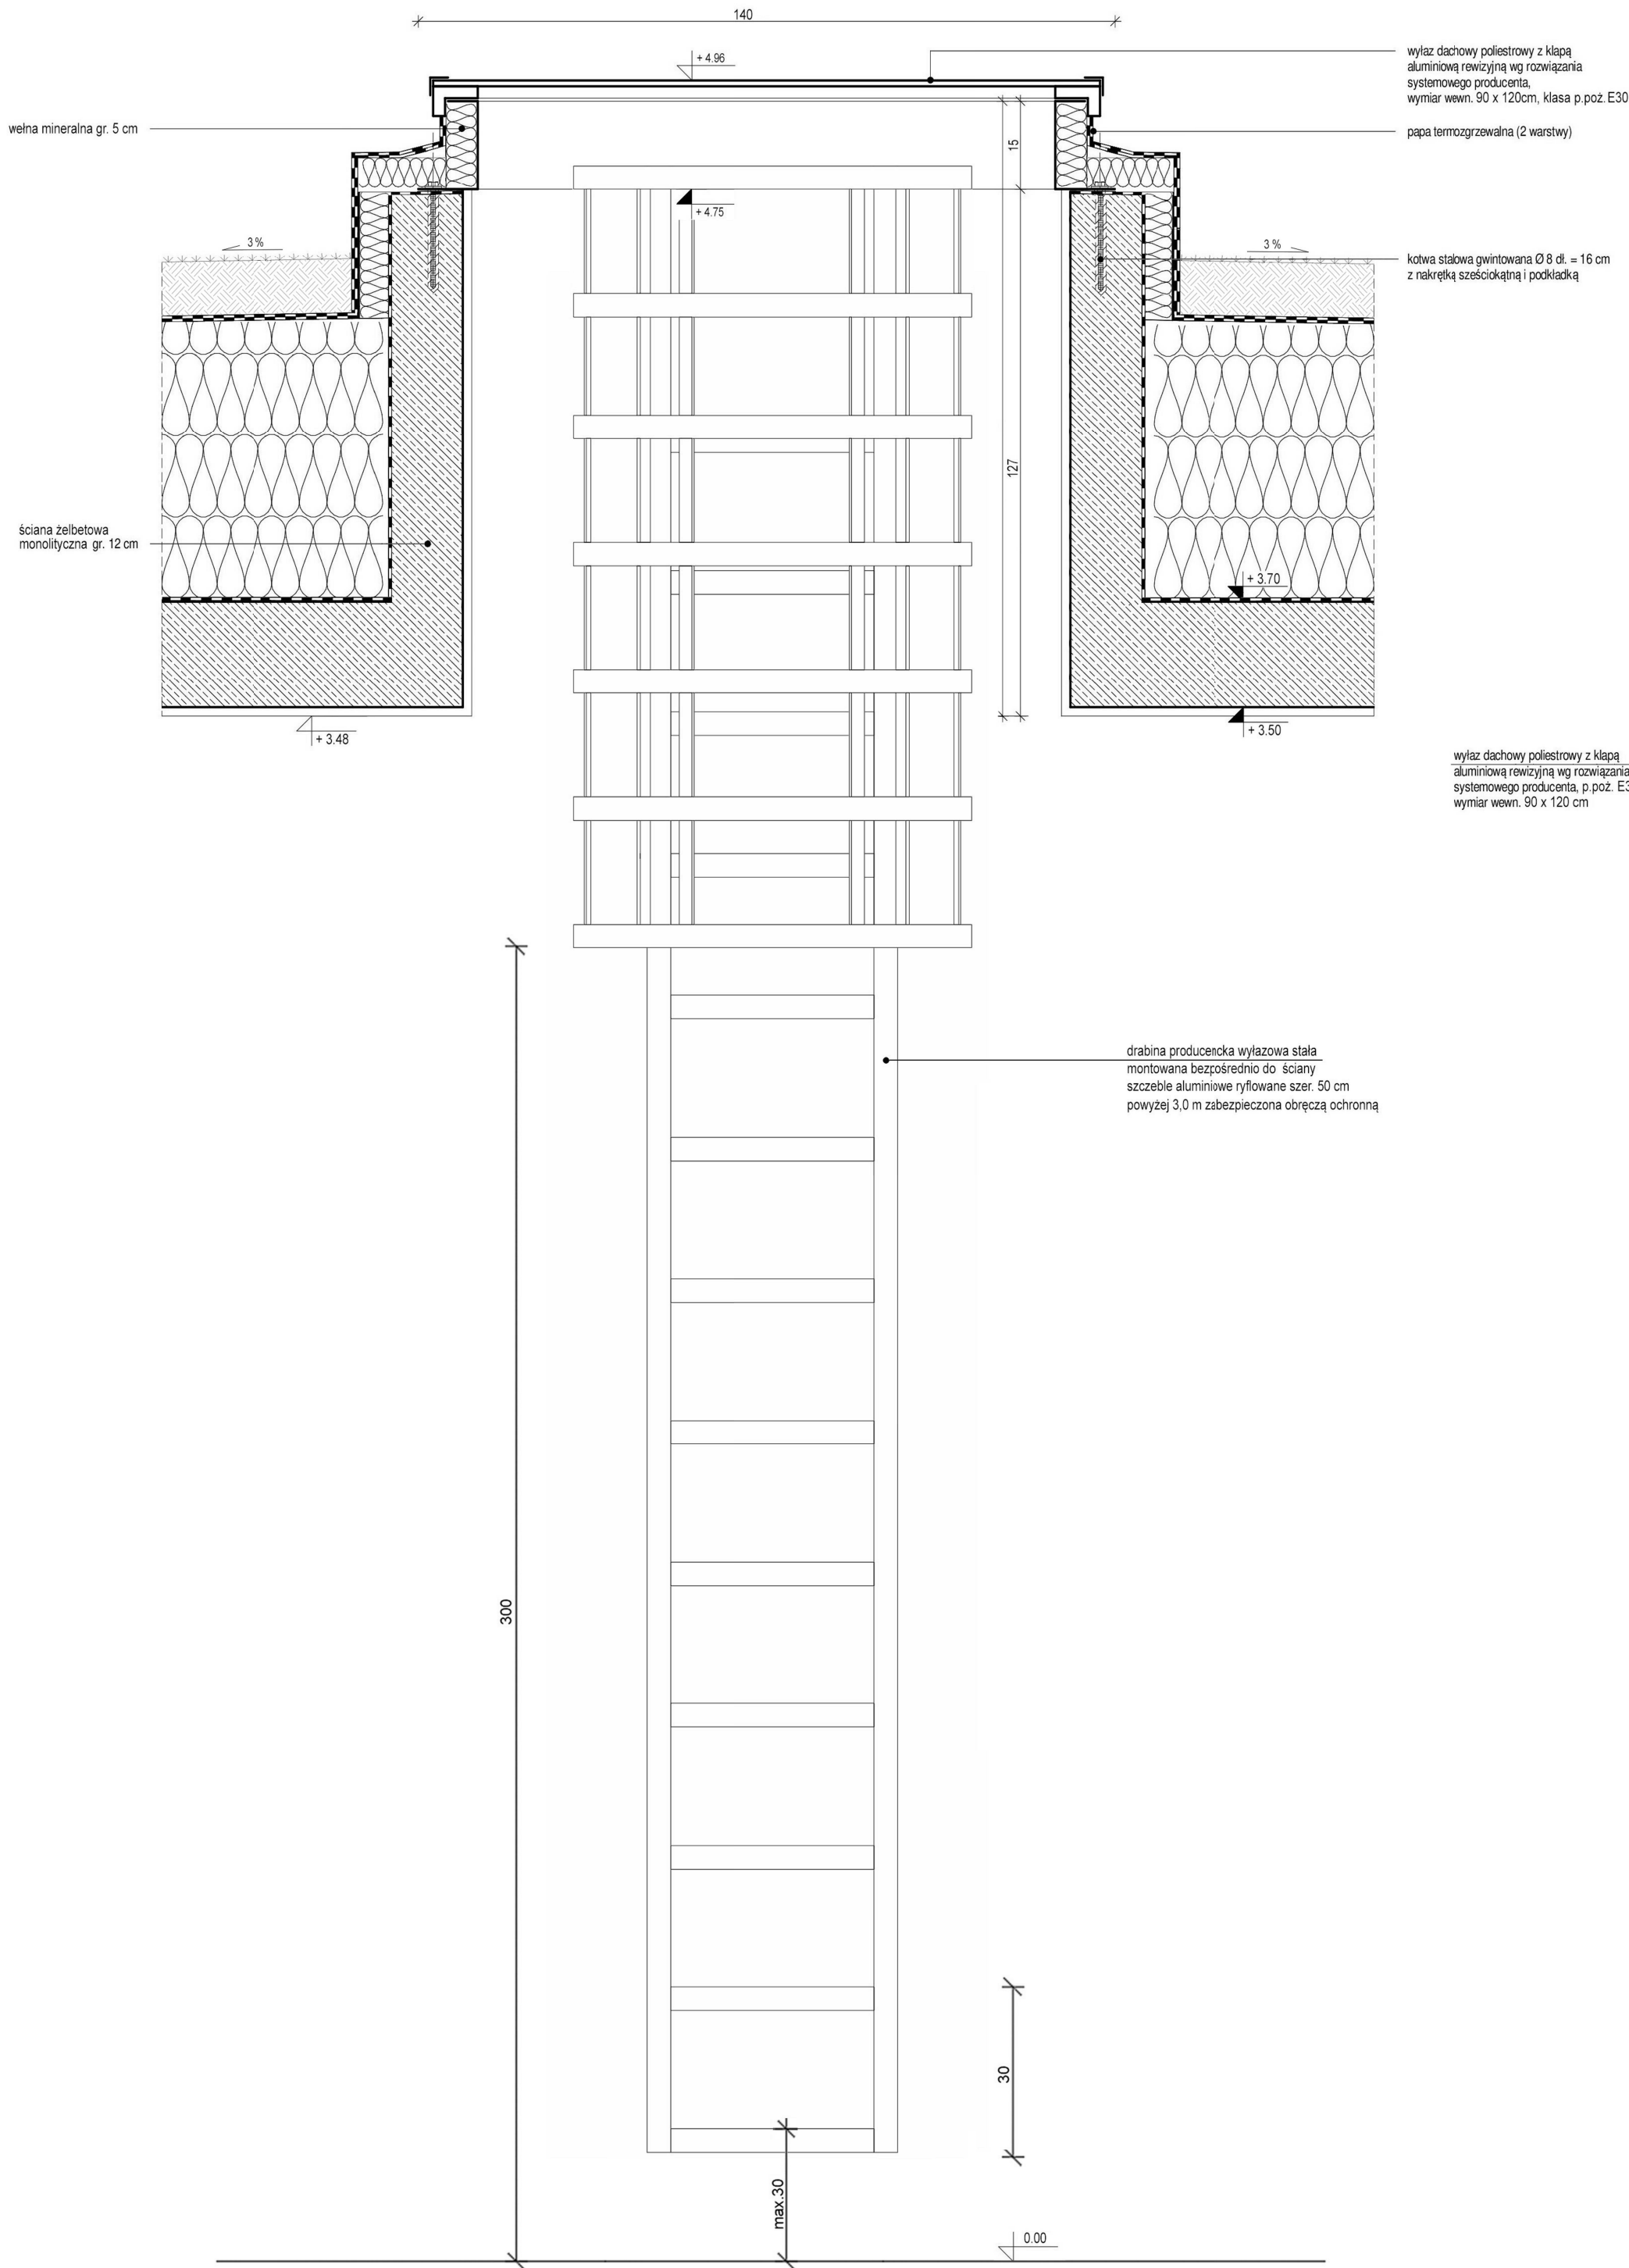 140
+ 4.96
wyłaz dachowy poliestrowy z klapą
aluminiową rewizyjną wg rozwiązania
systemowego producenta,
wymiar wewn. 90 x 120cm, klasa p.poż. E30
wełna mineralna gr. 5 cm
papa termozgrzewalna (2 warstwy)
15
+ 4.75
3 %
3 %
kotwa stalowa gwintowana Ø 8 dł. = 16 cm
z nakrętką sześciokątną i podkładką
127
ściana żelbetowa
monolityczna gr. 12 cm
+ 3.70
+ 3.48
+ 3.50
wyłaz dachowy poliestrowy z klapą
aluminiową rewizyjną wg rozwiązania
systemowego producenta, p.poż. E3
wymiar wewn. 90 x 120 cm
drabina producencka wyłazowa stała
montowana bezpośrednio do ściany
szczeble aluminiowe ryflowane szer. 50 cm
powyżej 3,0 m zabezpieczona obręczą ochronną
300
30
max.30
0.00